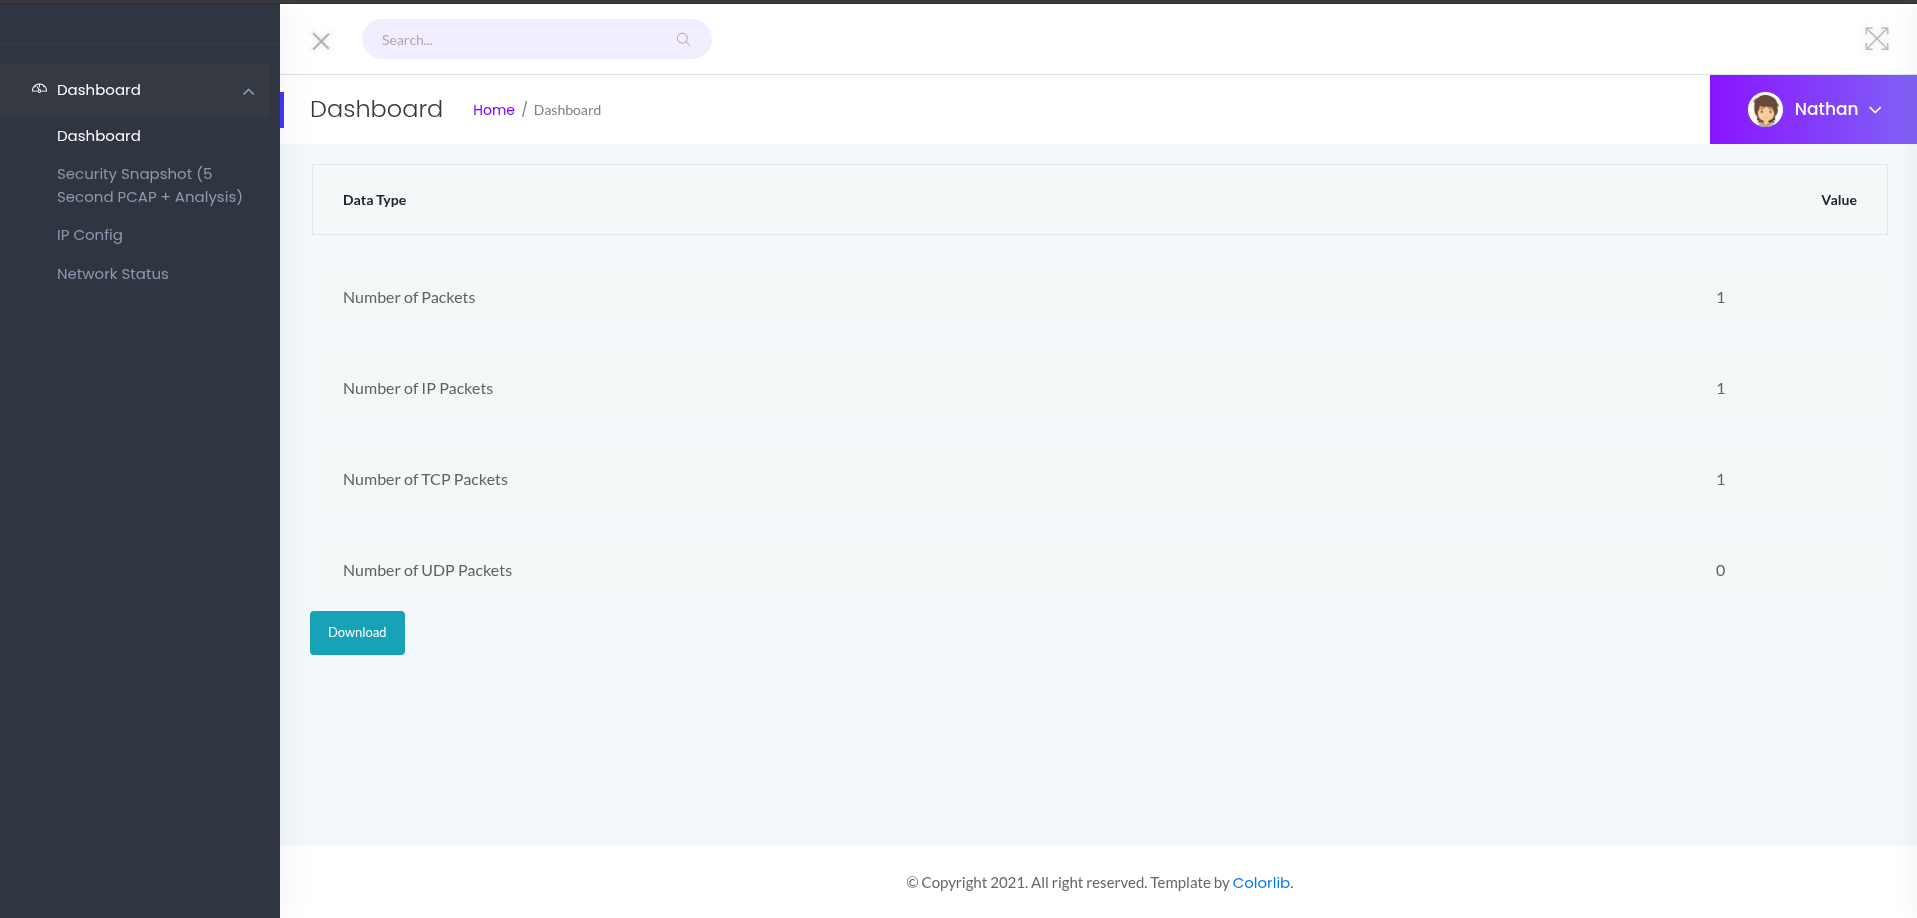 Search...
Dashboard
Dashboard
Security Snapshot (5
Second PCAP + Analysis)
IP Config
Network Status
Dashboard
Home / Dashboard
Nathan
Data Type Value
Number of Packets 1
Number of IP Packets 1
Number of TCP Packets 1
Number of UDP Packets 0
Download
© Copyright 2021. All right reserved. Template by Colorlib.